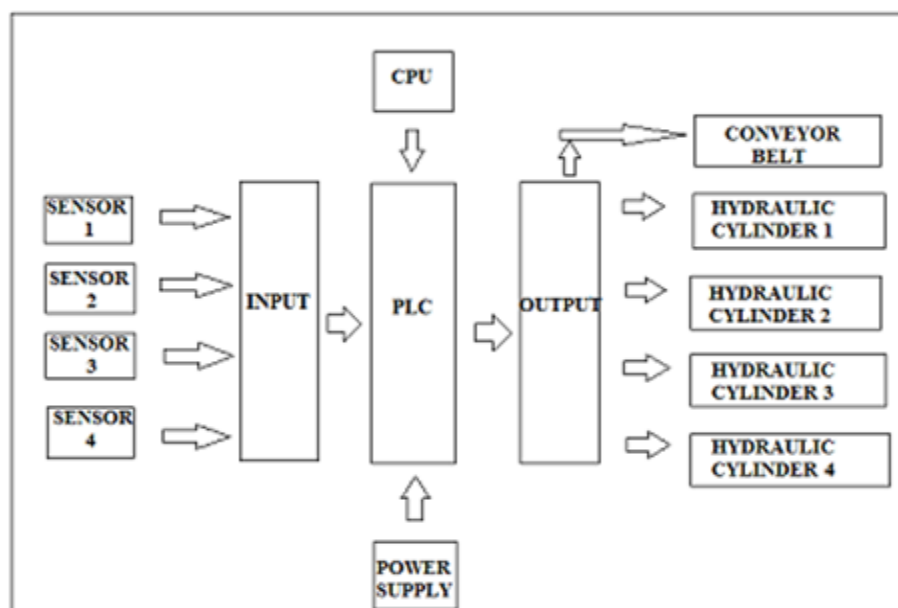 CPU
CONVEYOR
BELT
SENSOR
1
SENSOR
2
SENSOR
3
SENSOR
4
INPUT
PLC
OUTPUT
HYDRAULIC
CYLINDER 1
HYDRAULIC
CYLINDER 2
HYDRAULIC
CYLINDER 3
HYDRAULIC
CYLINDER 4
POWER
SUPPLY